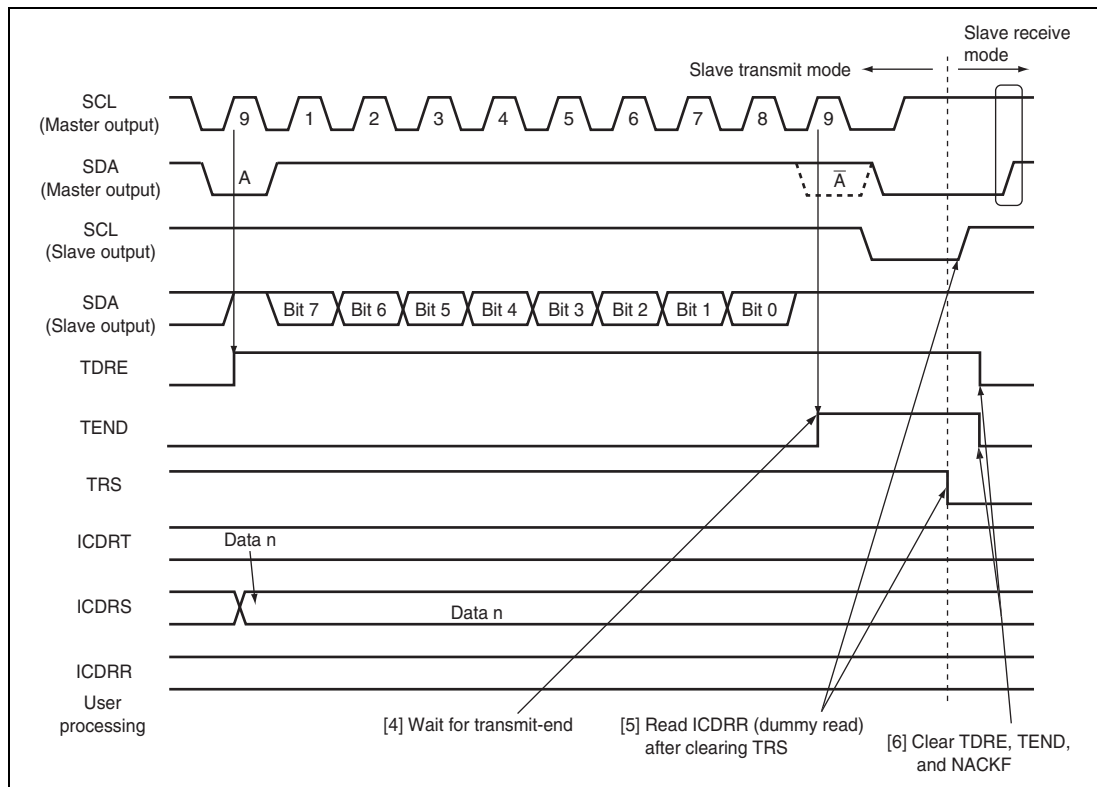 Slave receive
mode
Slave transmit mode
SCL
(Master output)
9 1 2 3 4 5 6 7 8 9
SDA
(Master output)
A A̅
SCL
(Slave output)
SDA
(Slave output)
Bit 7 Bit 6 Bit 5 Bit 4 Bit 3 Bit 2 Bit 1 Bit 0
TDRE
TEND
TRS
ICDRT
Data n
ICDRS
Data n
ICDRR
User
processing
[4] Wait for transmit-end
[5] Read ICDRR (dummy read)
after clearing TRS
[6] Clear TDRE, TEND,
and NACKF